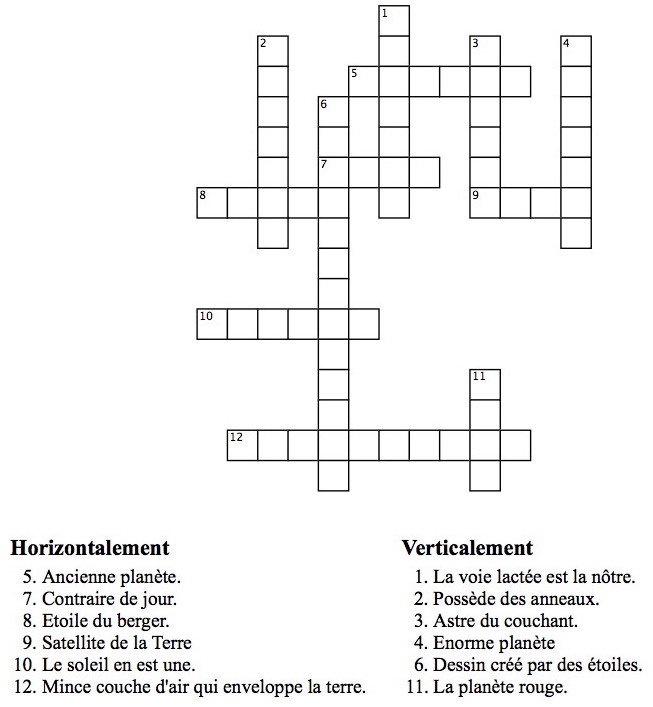 1
2
3
4
5
6
7
8
9
10
11
12
Horizontalement
5. Ancienne planète.
7. Contraire de jour.
8. Etoile du berger.
9. Satellite de la Terre
10. Le soleil en est une.
12. Mince couche d'air qui enveloppe la terre.
Verticalement
1. La voie lactée est la nôtre.
2. Possède des anneaux.
3. Astre du couchant.
4. Enorme planète
6. Dessin créé par des étoiles.
11. La planète rouge.